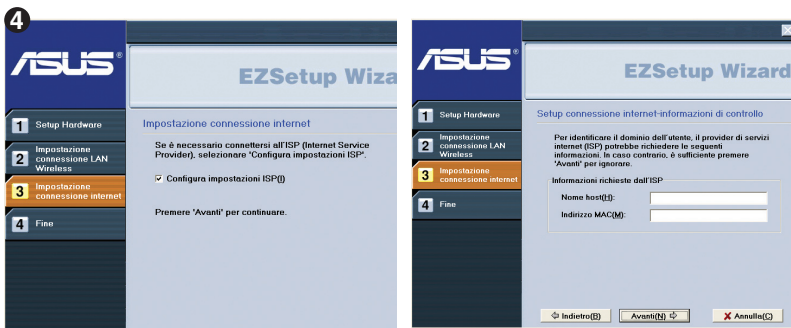 4
ASUS®
EZSetup Wiza
1 Setup Hardware
2 Impostazione
connessione LAN
Wireless
3 Impostazione
connessione internet
4 Fine
Impostazione connessione internet
Se è necessario connettersi all'ISP (Internet Service
Provider), selezionare 'Configura impostazioni ISP'.
Configura impostazioni ISP(I)
Premere 'Avanti' per continuare.
ASUS®
EZSetup Wizard
1 Setup Hardware
2 Impostazione
connessione LAN
Wireless
3 Impostazione
connessione internet
4 Fine
Setup connessione internet-informazioni di controllo
Per identificare il dominio dell'utente, il provider di servizi
internet (ISP) potrebbe richiedere le seguenti
informazioni. In caso contrario, è sufficiente premere
'Avanti' per ignorare.
Informazioni richieste dall'ISP
Nome host(H):
Indirizzo MAC(M):
Indietro(B) Avanti(N) Annulla(C)